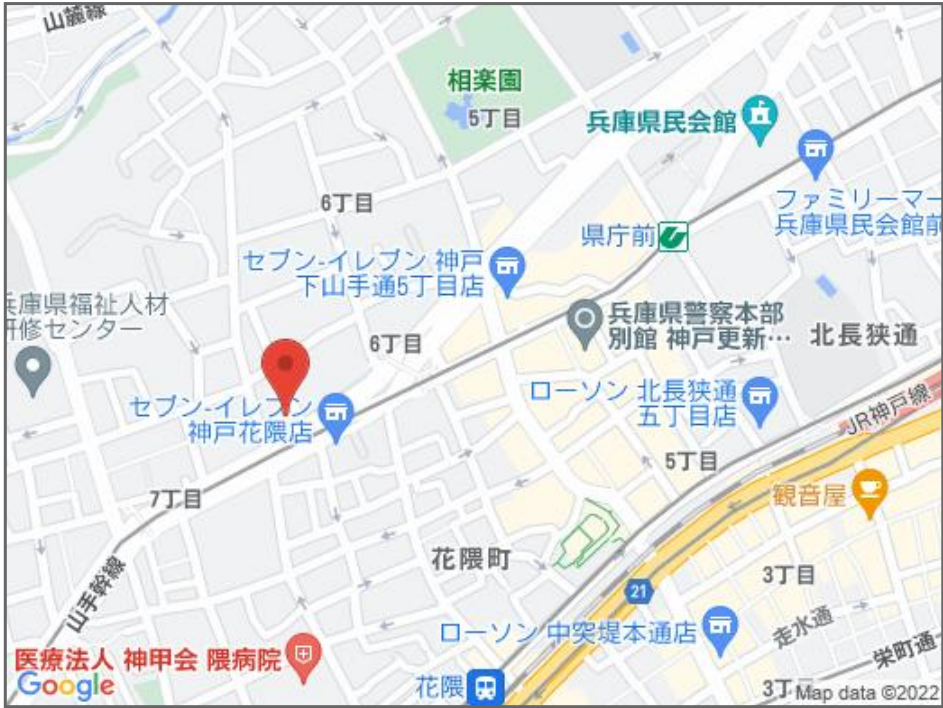 山麓線
相楽園
5丁目
兵庫県民会館
6丁目
ファミリーマー
兵庫県民会館前
県庁前
セブン-イレブン 神戸
下山手通5丁目店
兵庫県福祉人材
研修センター
兵庫県警察本部
別館 神戸更新…
北長狭通
6丁目
セブン-イレブン
神戸花隈店
ローソン 北長狭通
五丁目店
JR神戸線
5丁目
7丁目
観音屋
花隈町
3丁目
山手幹線
21
ローソン 中突堤本通店
走水通
栄町通
医療法人 神甲会 隈病院
Google
花隈
3丁
Map data ©2022